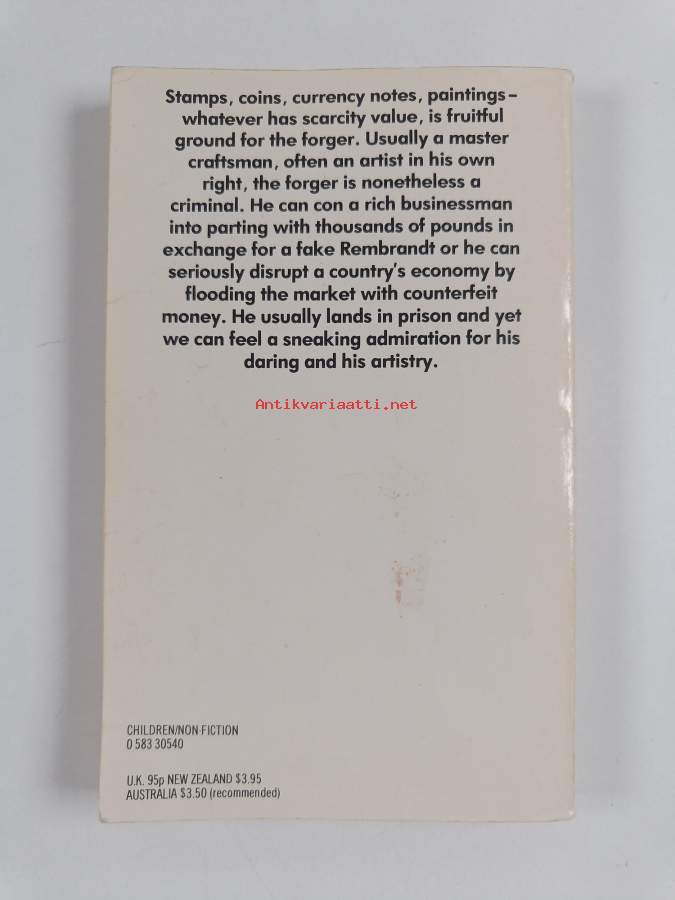 Stamps, coins, currency notes, paintings–
whatever has scarcity value, is fruitful
ground for the forger. Usually a master
craftsman, often an artist in his own
right, the forger is nonetheless a
criminal. He can con a rich businessman
into parting with thousands of pounds in
exchange for a fake Rembrandt or he can
seriously disrupt a country's economy by
flooding the market with counterfeit
money. He usually lands in prison and yet
we can feel a sneaking admiration for his
daring and his artistry.
Antikvariaatti.net
CHILDREN/NON-FICTION
0 583 30540
U.K. 95p NEW ZEALAND $3.95
AUSTRALIA $3.50 (recommended)